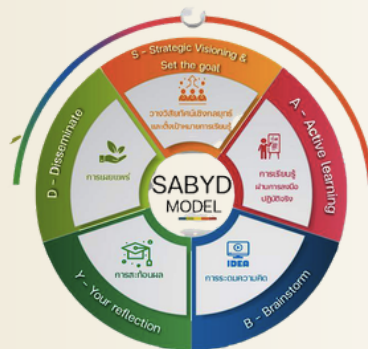 S - Strategic Visioning &
Set the goal
วางวิสัยทัศน์เชิงกลยุทธ์
และตั้งเป้าหมายการเรียนรู้
A - Active learning
การเรียนรู้
ผ่านการลงมือ
ปฏิบัติจริง
B - Brainstorm
IDEA
การระดมความคิด
Y - Your reflection
การสะท้อนผล
D - Disseminate
การเผยแพร่
SABYD
MODEL